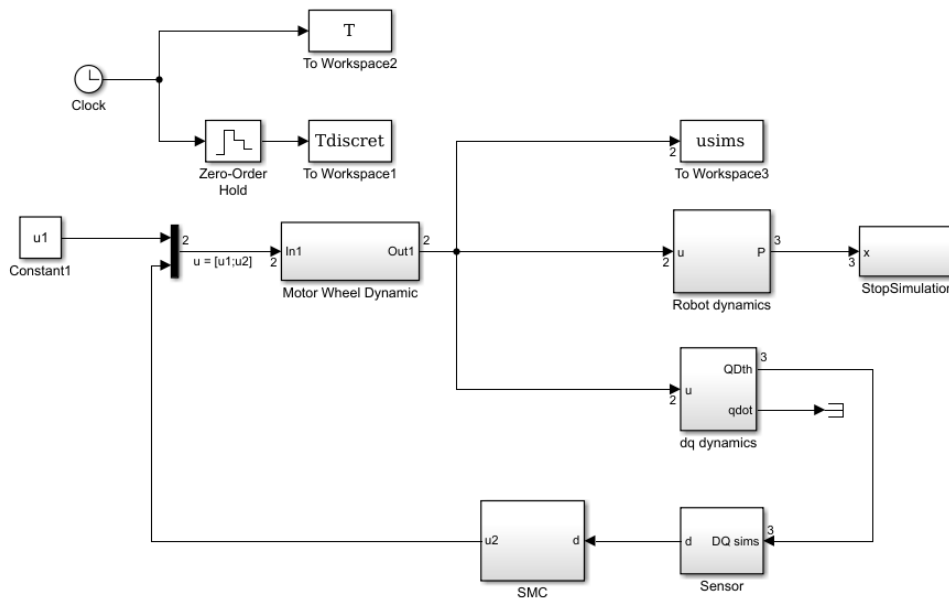 T
To Workspace2
Clock
Tdiscret
Zero-Order
Hold
To Workspace1
usims
2
To Workspace3
u1
Constant1
2
u = [u1;u2]
2
In1
Out1
2
Motor Wheel Dynamic
2
u
P
3
Robot dynamics
3
x
StopSimulation
2
u
QDth
3
qdot
dq dynamics
u2
d
SMC
d
DQ sims
3
Sensor